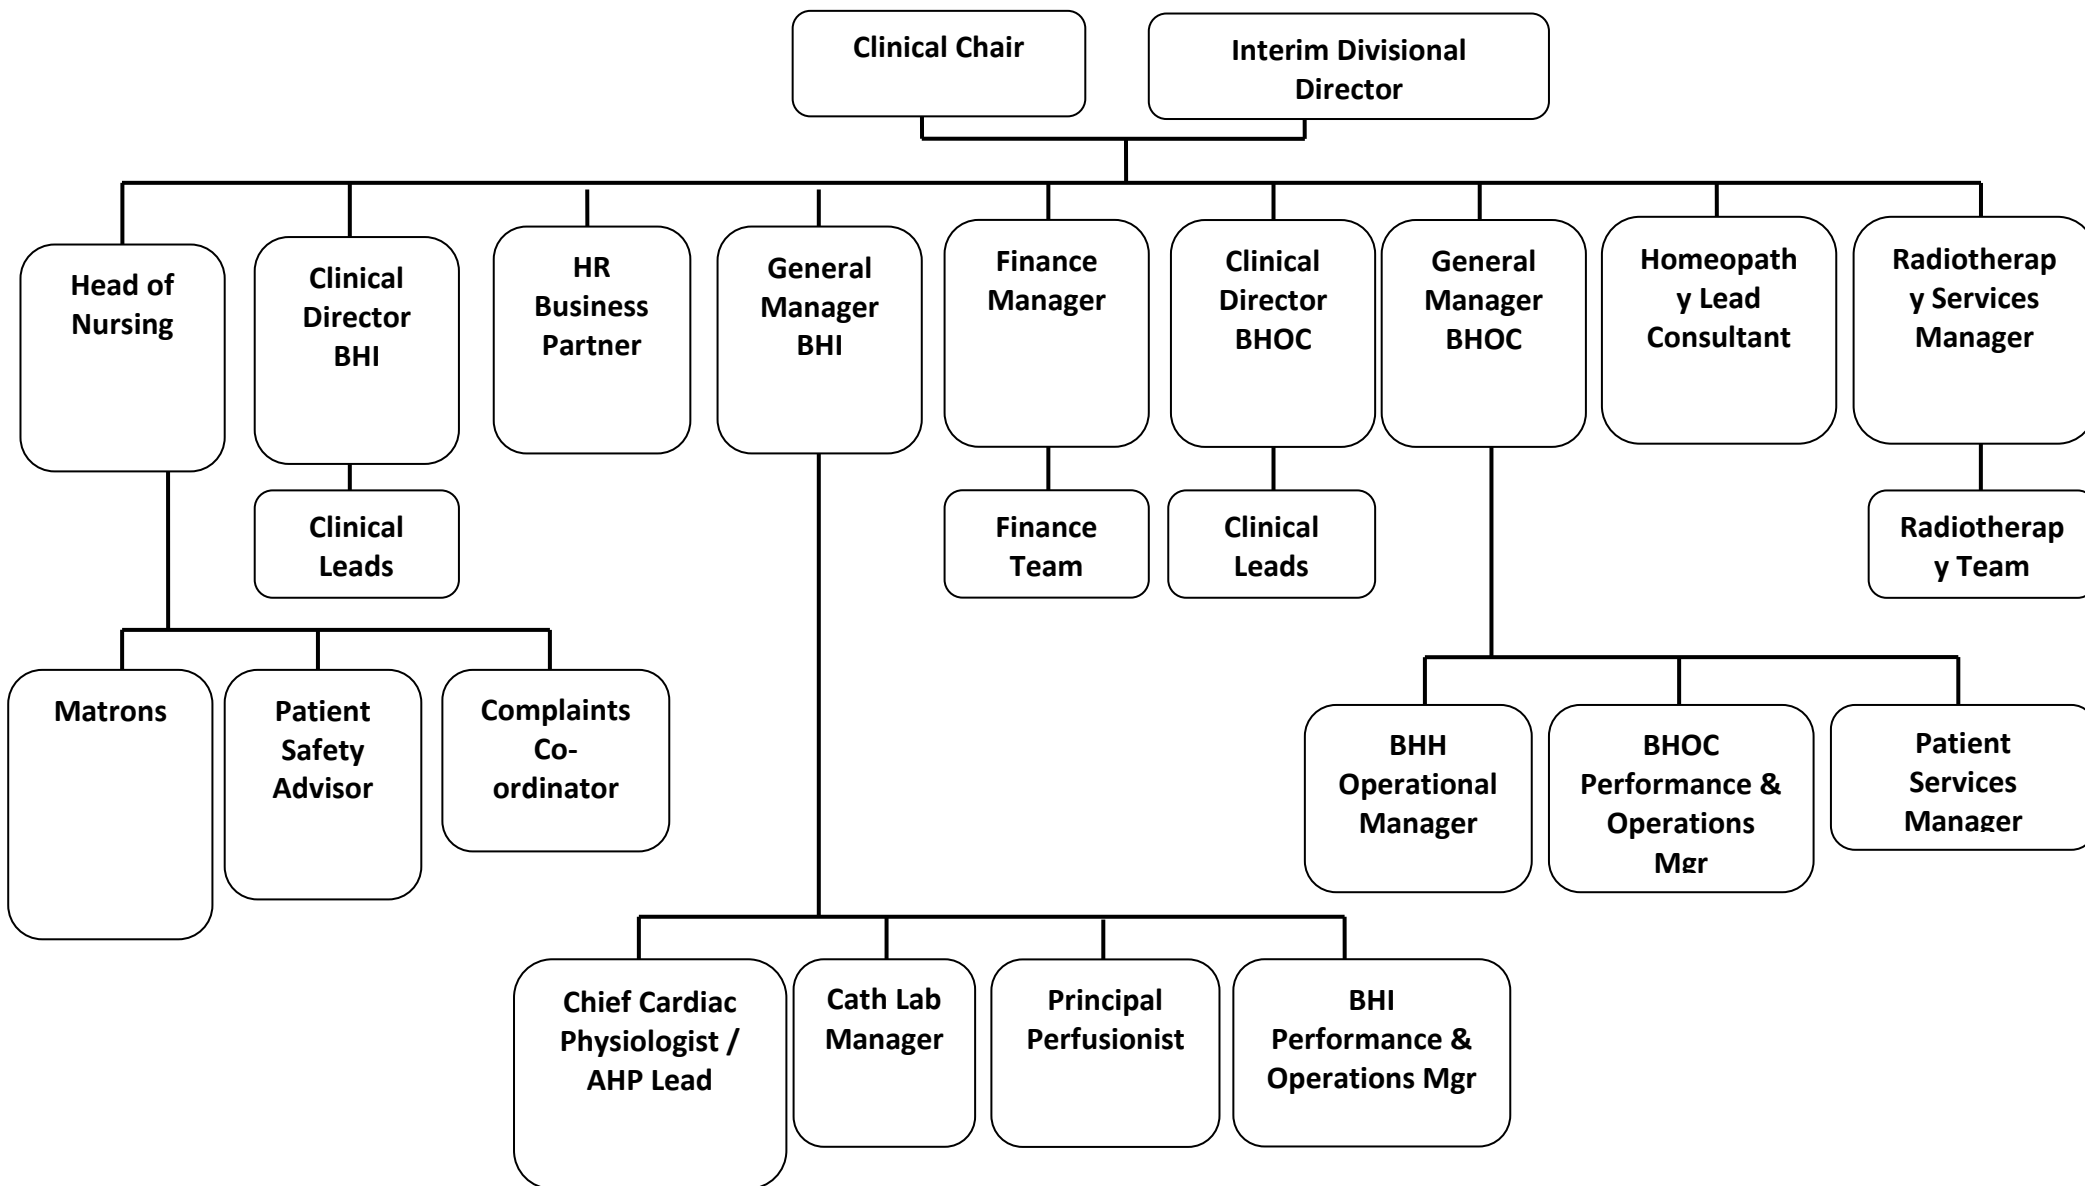 Clinical Chair
Interim Divisional
Director
Head of
Nursing
Clinical
Director
BHI
HR
Business
Partner
General
Manager
BHI
Finance
Manager
Clinical
Director
BHOC
General
Manager
BHOC
Homeopath
y Lead
Consultant
Radiotherap
y Services
Manager
Clinical
Leads
Finance
Team
Clinical
Leads
Radiotherap
y Team
Matrons
Patient
Safety
Advisor
Complaints
Co-
ordinator
BHH
Operational
Manager
BHOC
Performance &
Operations
Mgr
Patient
Services
Manager
Chief Cardiac
Physiologist /
AHP Lead
Cath Lab
Manager
Principal
Perfusionist
BHI
Performance &
Operations Mgr